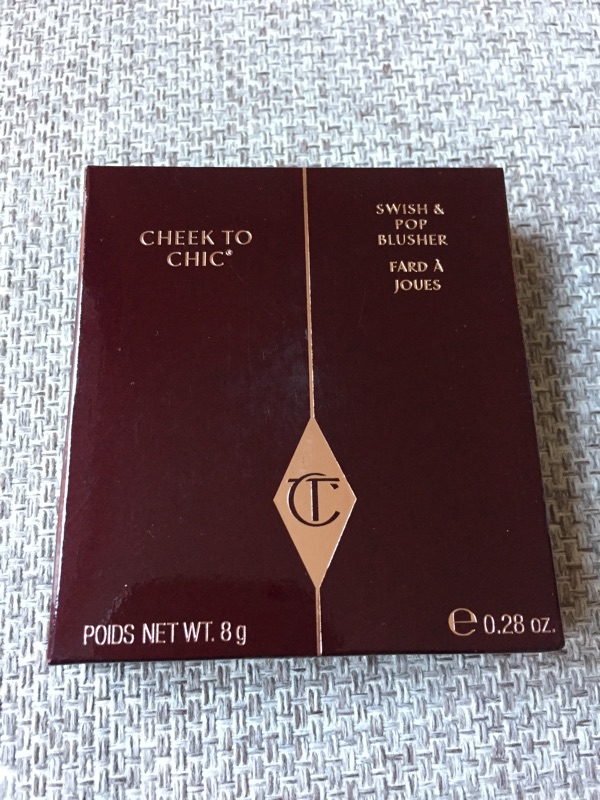 CHEEK TO
CHIC®
SWISH &
POP
BLUSHER
FARD À
JOUES
CT
POIDS NET WT. 8 g
℮ 0.28 oz.